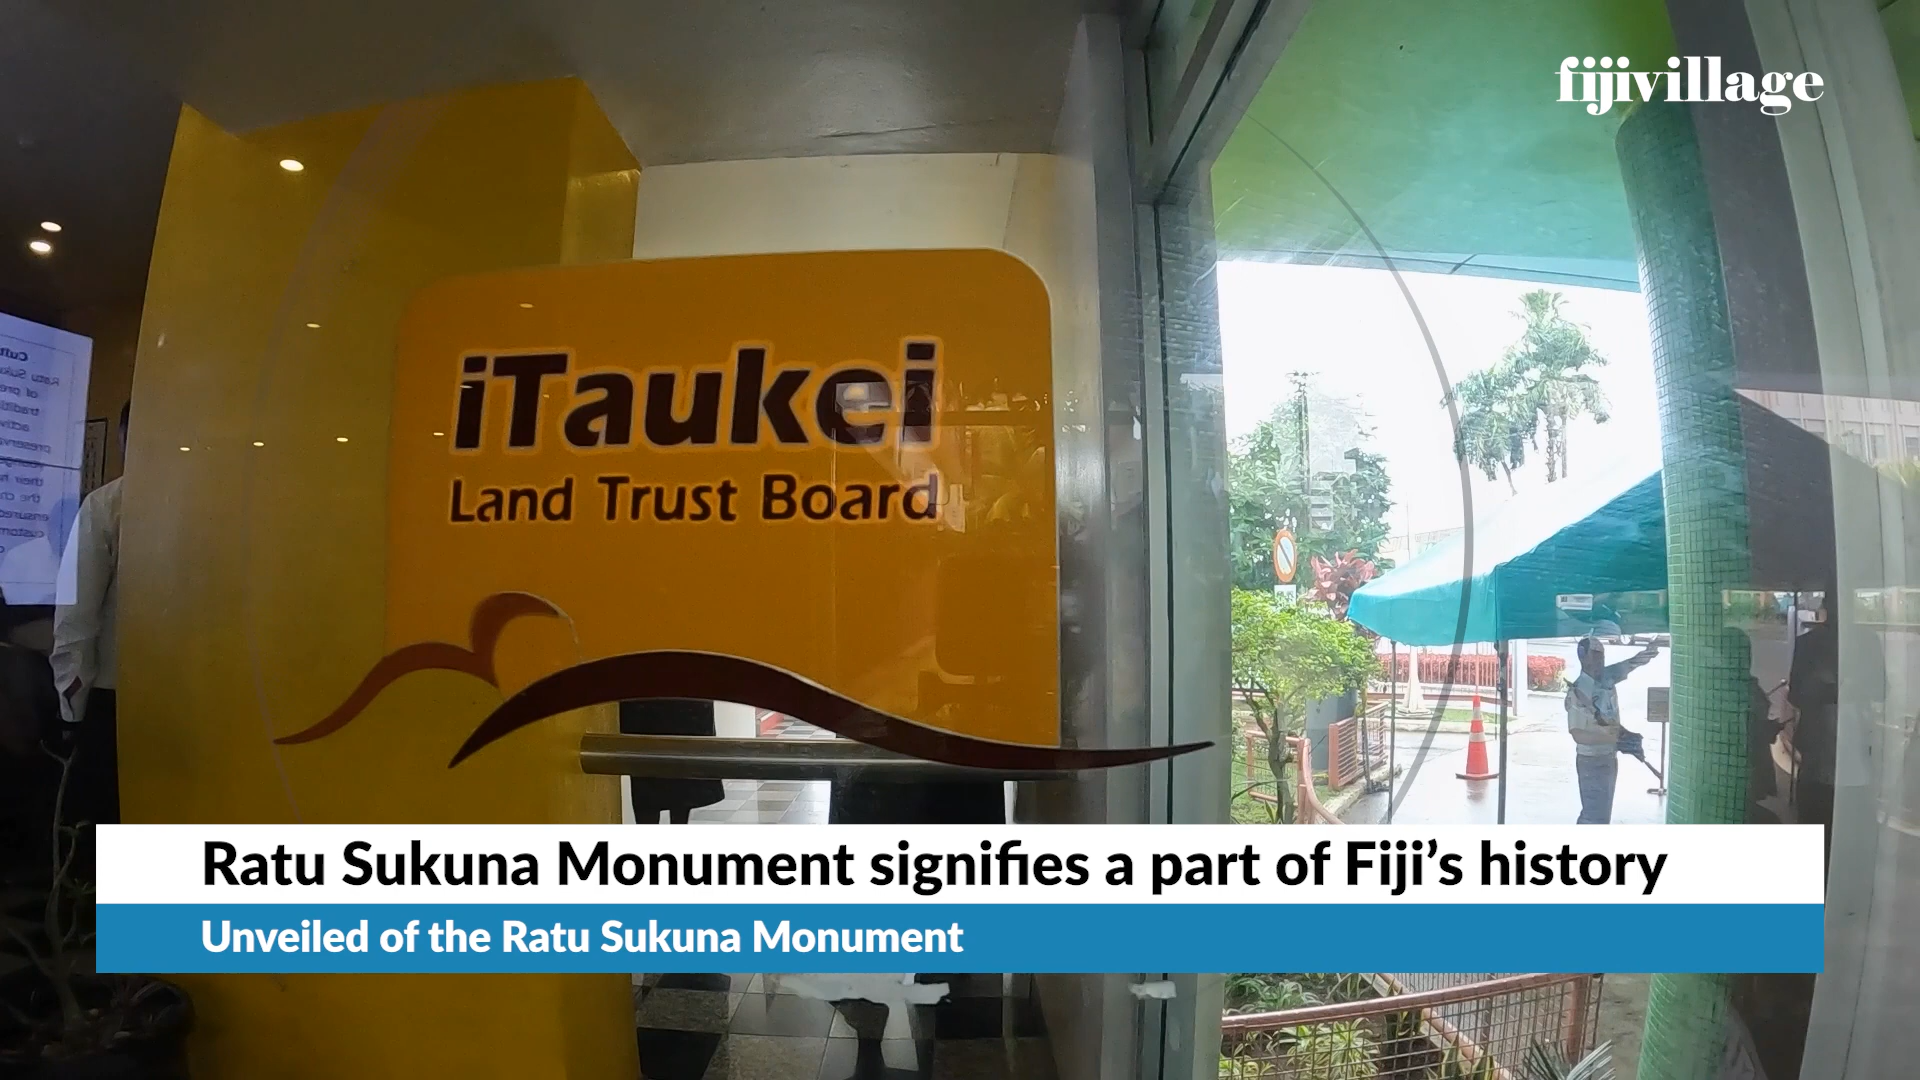 fijivillage
iTaukei
Land Trust Board
Ratu Sukuna Monument signifies a part of Fiji’s history
Unveiled of the Ratu Sukuna Monument